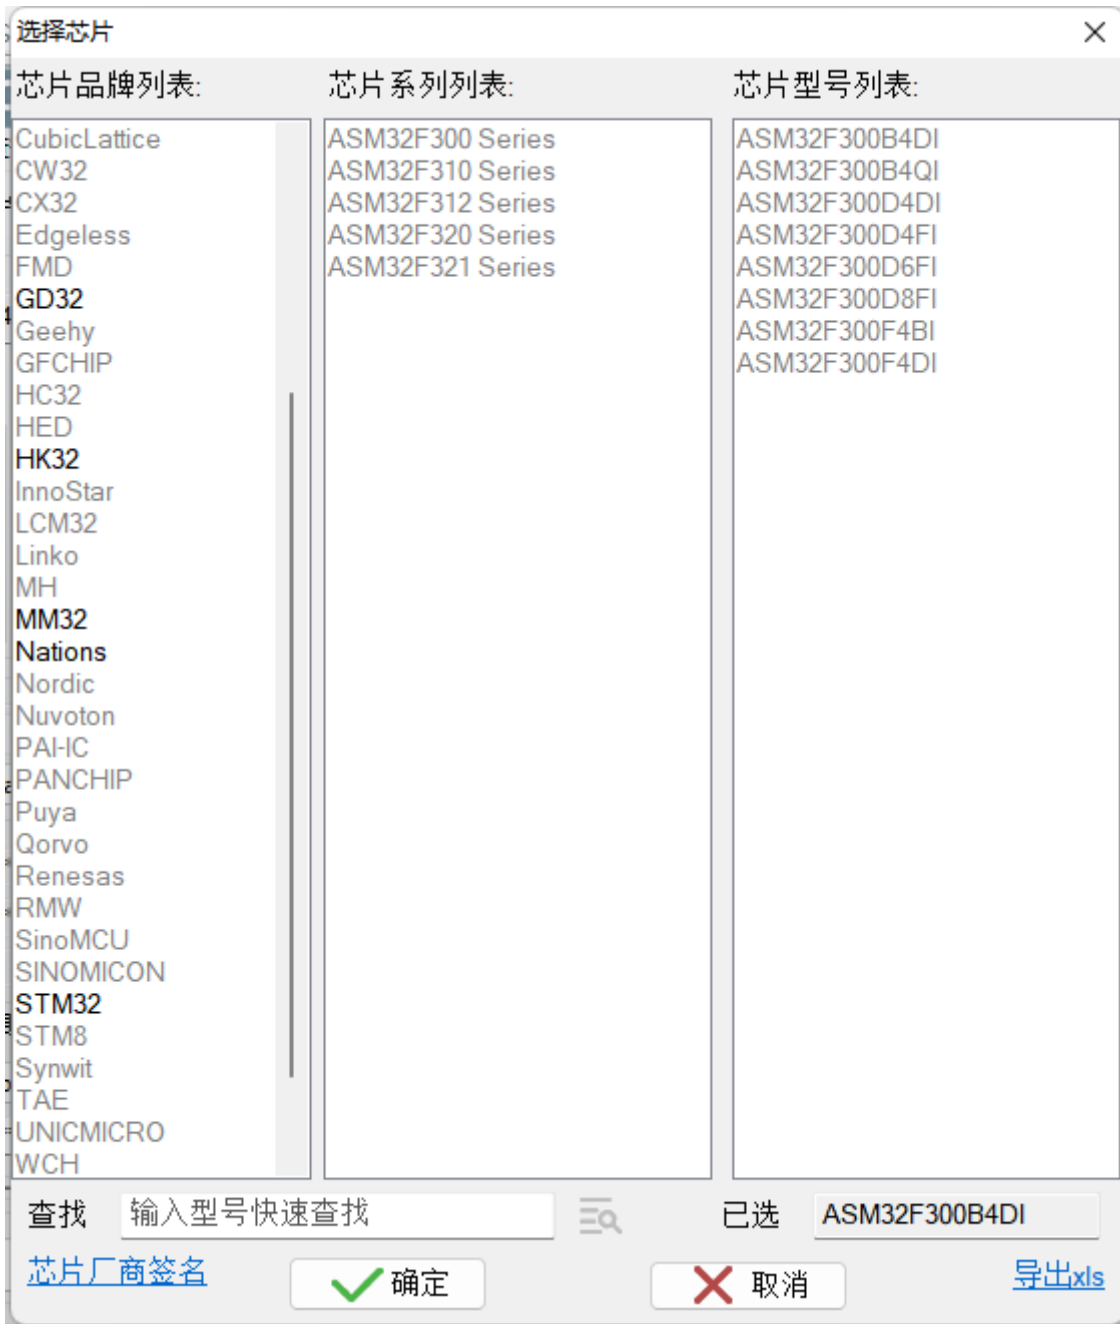 选择芯片
芯片品牌列表:
芯片系列列表:
芯片型号列表:
CubicLattice
CW32
CX32
Edgeless
FMD
GD32
Geehy
GFCHIP
HC32
HED
HK32
InnoStar
LCM32
Linko
MH
MM32
Nations
Nordic
Nuvoton
PAI-IC
PANCHIP
Puya
Qorvo
Renesas
RMW
SinoMCU
SINOMICON
STM32
STM8
Synwit
TAE
UNICMICRO
WCH
ASM32F300 Series
ASM32F310 Series
ASM32F312 Series
ASM32F320 Series
ASM32F321 Series
ASM32F300B4DI
ASM32F300B4QI
ASM32F300D4DI
ASM32F300D4FI
ASM32F300D6FI
ASM32F300D8FI
ASM32F300F4BI
ASM32F300F4DI
查找 输入型号快速查找
已选 ASM32F300B4DI
芯片厂商签名
确定
取消
导出xls